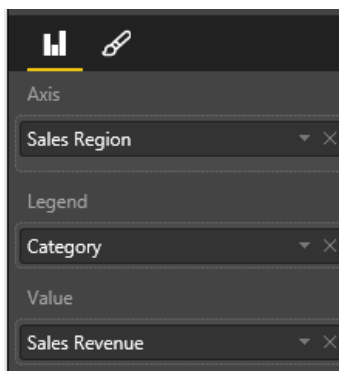 Axis
Sales Region
Legend
Category
Value
Sales Revenue